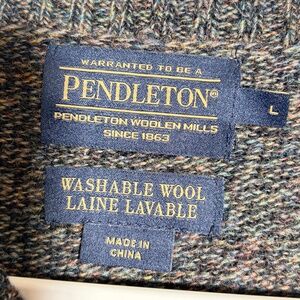 WARRANTED TO BE A
PENDLETON®
PENDLETON WOOLEN MILLS
SINCE 1863
L
WASHABLE WOOL
LAINE LAVABLE
MADE IN
CHINA